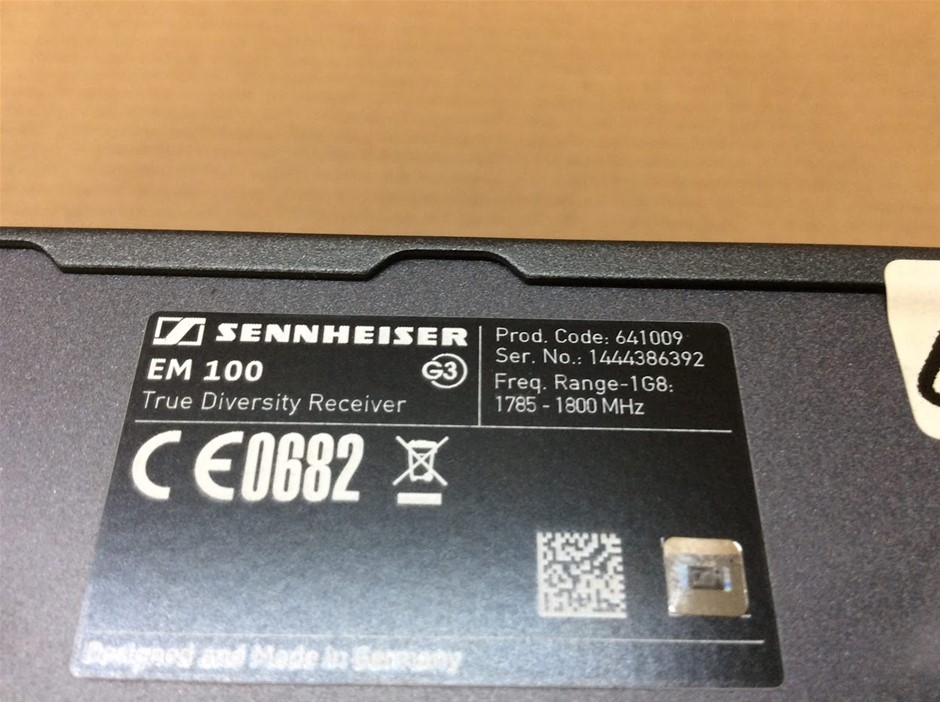 SENNHEISER
EM 100
G3
True Diversity Receiver
Prod. Code: 641009
Ser. No.: 1444386392
Freq. Range-1G8:
1785 - 1800 MHz
CE0682
Designed and Made in Germany